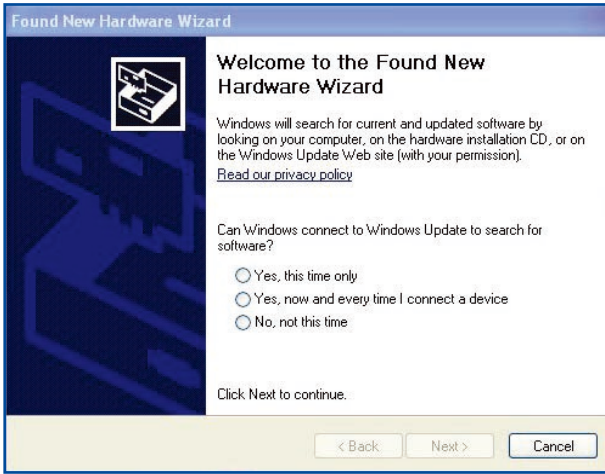 Found New Hardware Wizard
Welcome to the Found New
Hardware Wizard
Windows will search for current and updated software by
looking on your computer, on the hardware installation CD, or on
the Windows Update Web site (with your permission).
Read our privacy policy
Can Windows connect to Windows Update to search for
software?
Yes, this time only
Yes, now and every time I connect a device
No, not this time
Click Next to continue.
< Back Next > Cancel